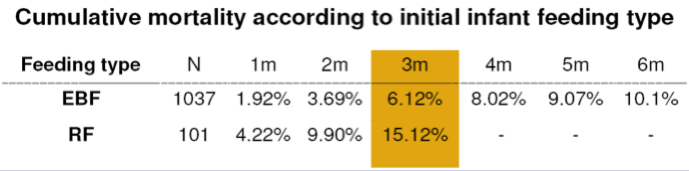 Cumulative mortality according to initial infant feeding type
Feeding type N 1m 2m 3m 4m 5m 6m
EBF 1037 1.92% 3.69% 6.12% 8.02% 9.07% 10.1%
RF 101 4.22% 9.90% 15.12% - - -